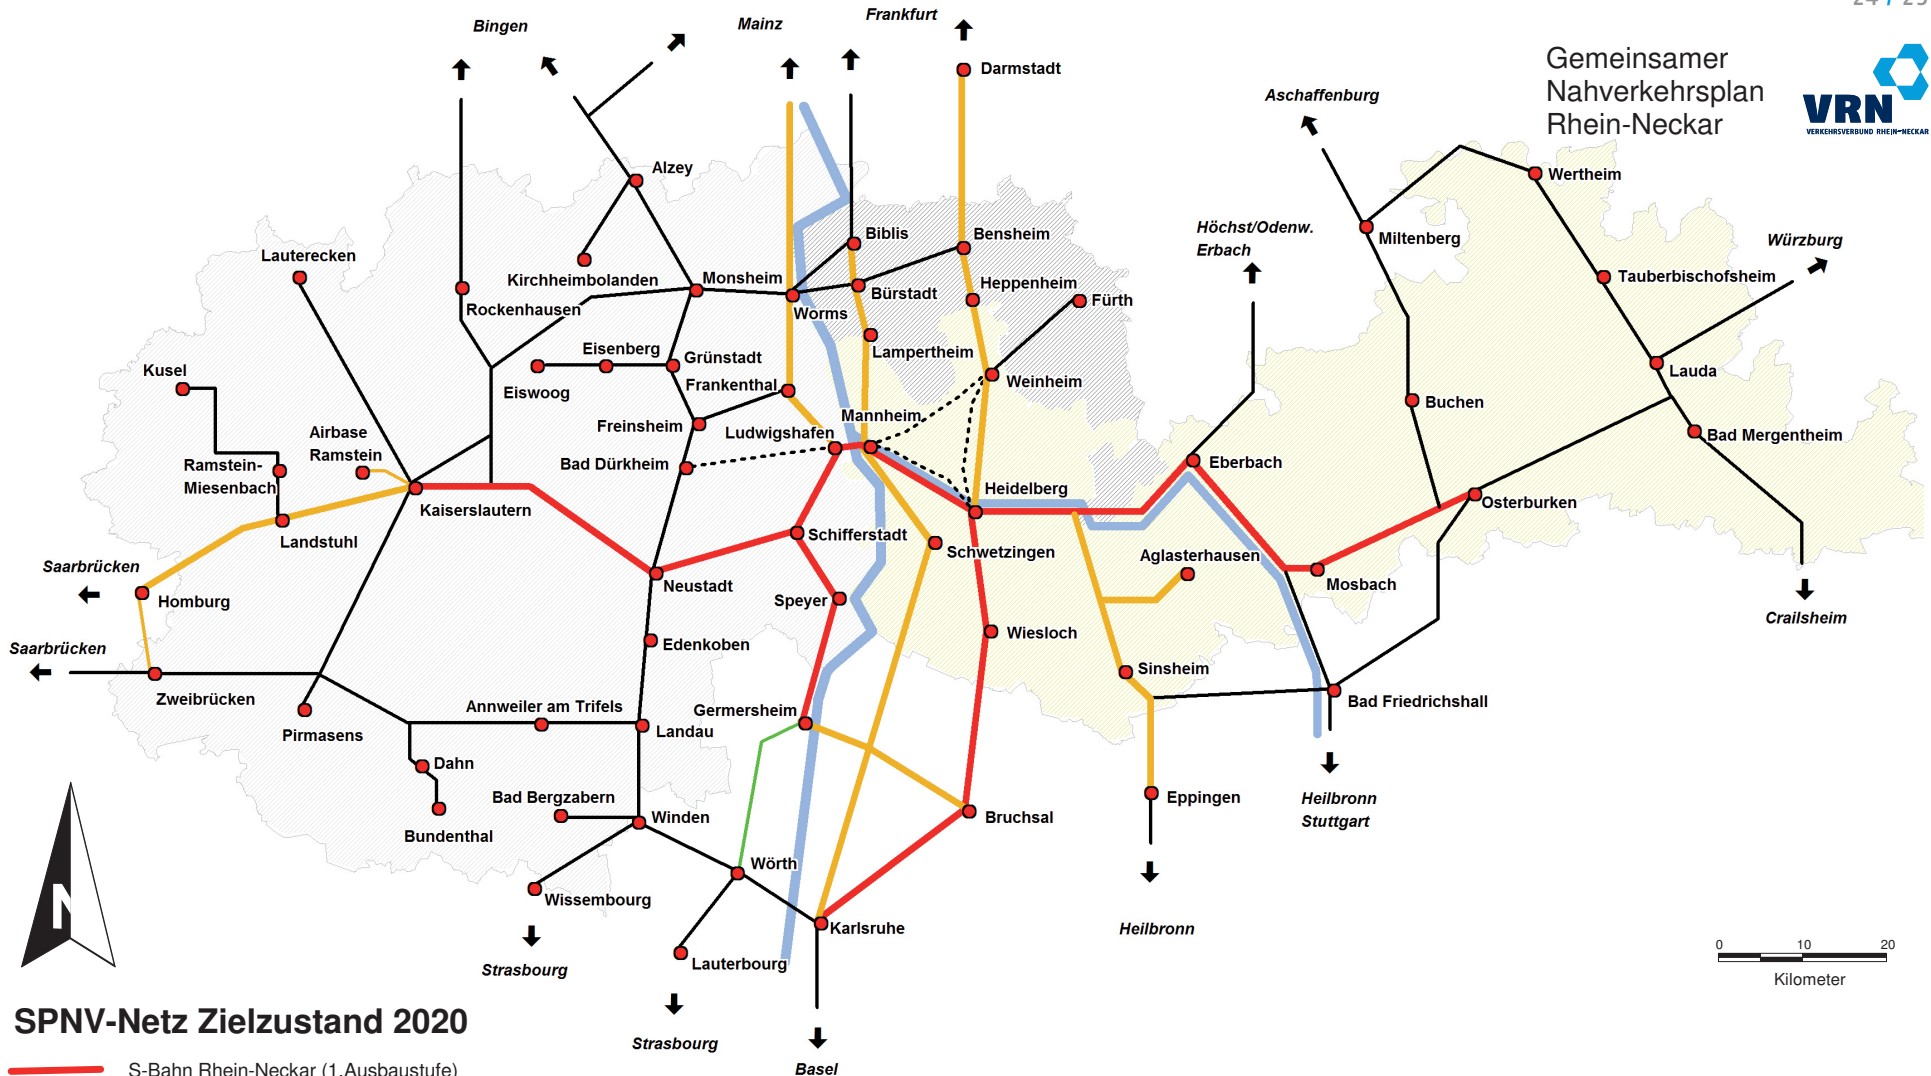 Bingen
Mainz
Frankfurt
Darmstadt
Gemeinsamer
Nahverkehrsplan
Rhein-Neckar
VRN
VERKEHRSVERBUND RHEIN-NECKAR
Aschaffenburg
Alzey
Wertheim
Höchst/Odenw.
Erbach
Miltenberg
Würzburg
Biblis
Bensheim
Lauterecken
Kirchheimbolanden
Monsheim
Tauberbischofsheim
Rockenhausen
Worms
Bürstadt
Heppenheim
Fürth
Lampertheim
Eisenberg
Grünstadt
Kusel
Eiswoog
Frankenthal
Weinheim
Lauda
Buchen
Mannheim
Freinsheim
Ludwigshafen
Airbase
Ramstein
Bad Dürkheim
Bad Mergentheim
Ramstein-
Miesenbach
Eberbach
Heidelberg
Osterburken
Kaiserslautern
Landstuhl
Schifferstadt
Schwetzingen
Aglasterhausen
Saarbrücken
Homburg
Neustadt
Speyer
Mosbach
Crailsheim
Saarbrücken
Edenkoben
Wiesloch
Sinsheim
Zweibrücken
Annweiler am Trifels
Germersheim
Bad Friedrichshall
Pirmasens
Landau
Dahn
Bad Bergzabern
Eppingen
Heilbronn
Stuttgart
Bundenthal
Winden
Bruchsal
Wörth
Wissembourg
Karlsruhe
Heilbronn
N
Lauterbourg
Strasbourg
0 10 20
Kilometer
SPNV-Netz Zielzustand 2020
Strasbourg
Basel
S-Bahn Rhein-Neckar (1.Ausbaustufe)